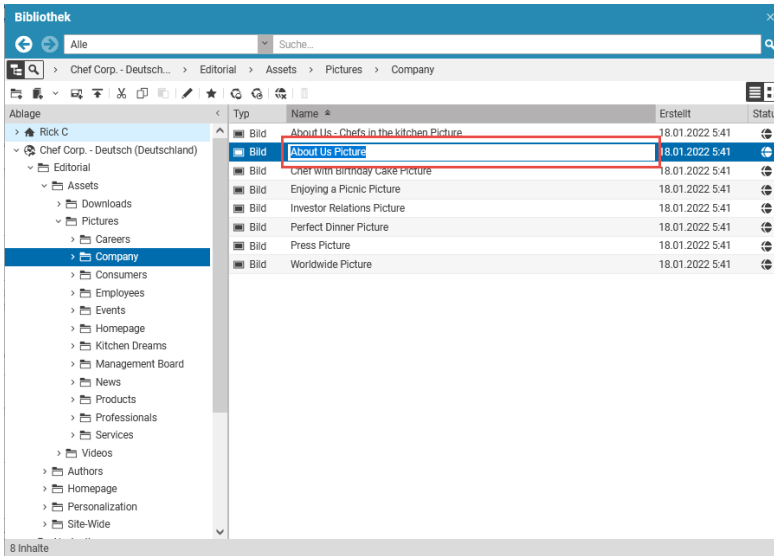 Bibliothek
Alle
Suche...
Chef Corp. - Deutsch... > Editorial > Assets > Pictures > Company
Ablage
Typ Name Erstellt
Rick C
Chef Corp. - Deutsch (Deutschland)
Editorial
Assets
Downloads
Pictures
Careers
Company
Consumers
Employees
Events
Homepage
Kitchen Dreams
Management Board
News
Products
Professionals
Services
Videos
Authors
Homepage
Personalization
Site-Wide
Bild About Us - Chefs in the kitchen Picture 18.01.2022 5:41
Bild About Us Picture 18.01.2022 5:41
Bild Chef with Birthday Cake Picture 18.01.2022 5:41
Bild Enjoying a Picnic Picture 18.01.2022 5:41
Bild Investor Relations Picture 18.01.2022 5:41
Bild Perfect Dinner Picture 18.01.2022 5:41
Bild Press Picture 18.01.2022 5:41
Bild Worldwide Picture 18.01.2022 5:41
8 Inhalte